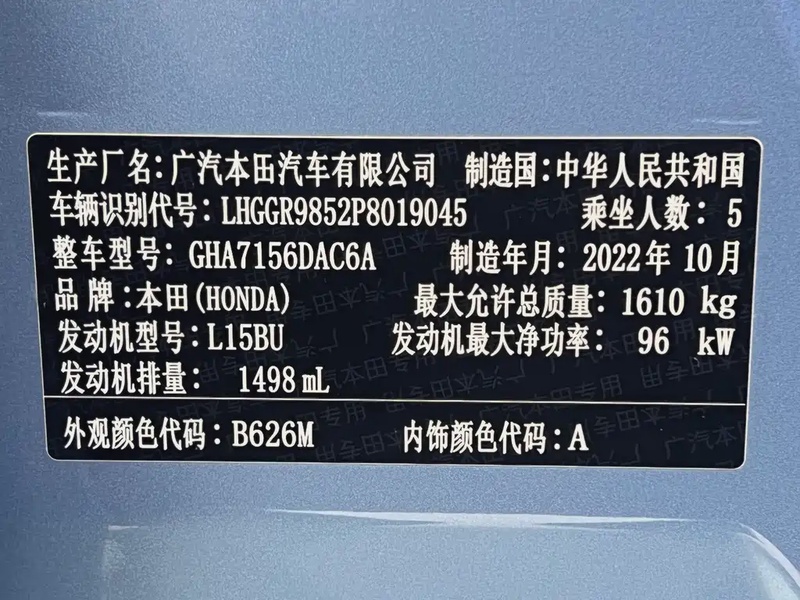 生产厂名:广汽本田汽车有限公司 制造国:中华人民共和国
车辆识别代号:LHGGR9852P8019045 乘坐人数: 5
整车型号: GHA7156DAC6A 制造年月: 2022年 10月
品 牌:本田(HONDA) 最大允许总质量: 1610 kg
发动机型号: L15BU 发动机最大净功率: 96 kW
发动机排量: 1498 mL
外观颜色代码: B626M 内饰颜色代码: A